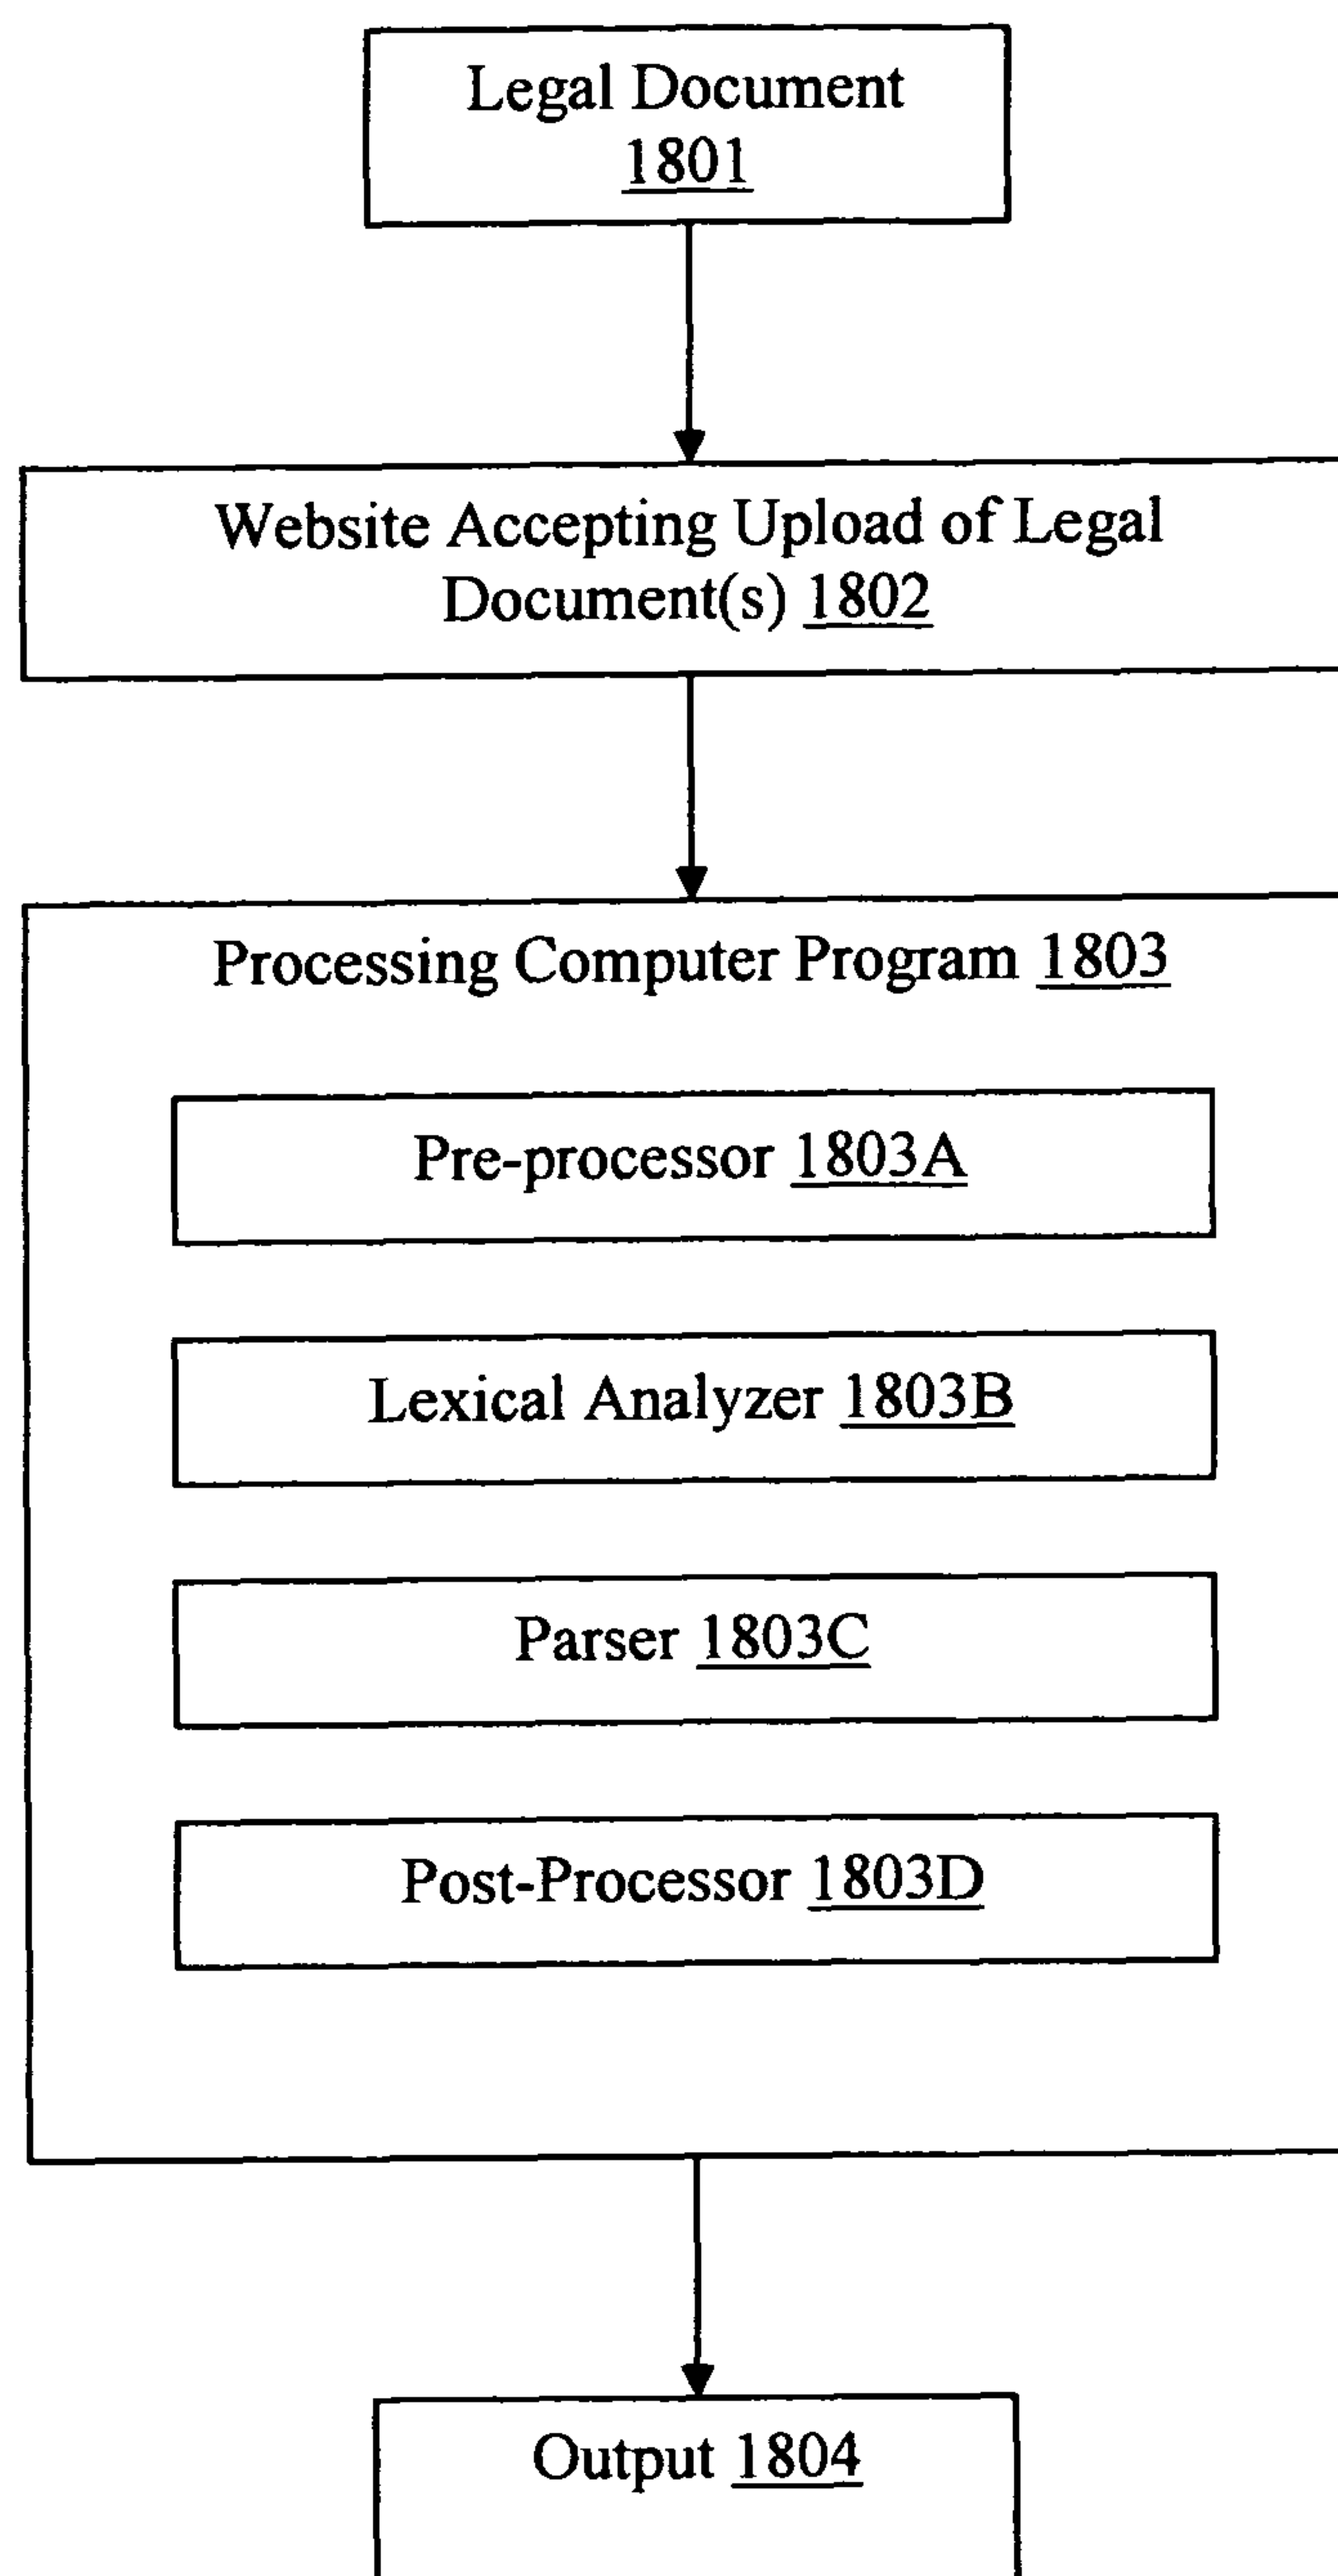 Legal Document
1801
Website Accepting Upload of Legal
Document(s) 1802
Processing Computer Program 1803
Pre-processor 1803A
Lexical Analyzer 1803B
Parser 1803C
Post-Processor 1803D
Output 1804